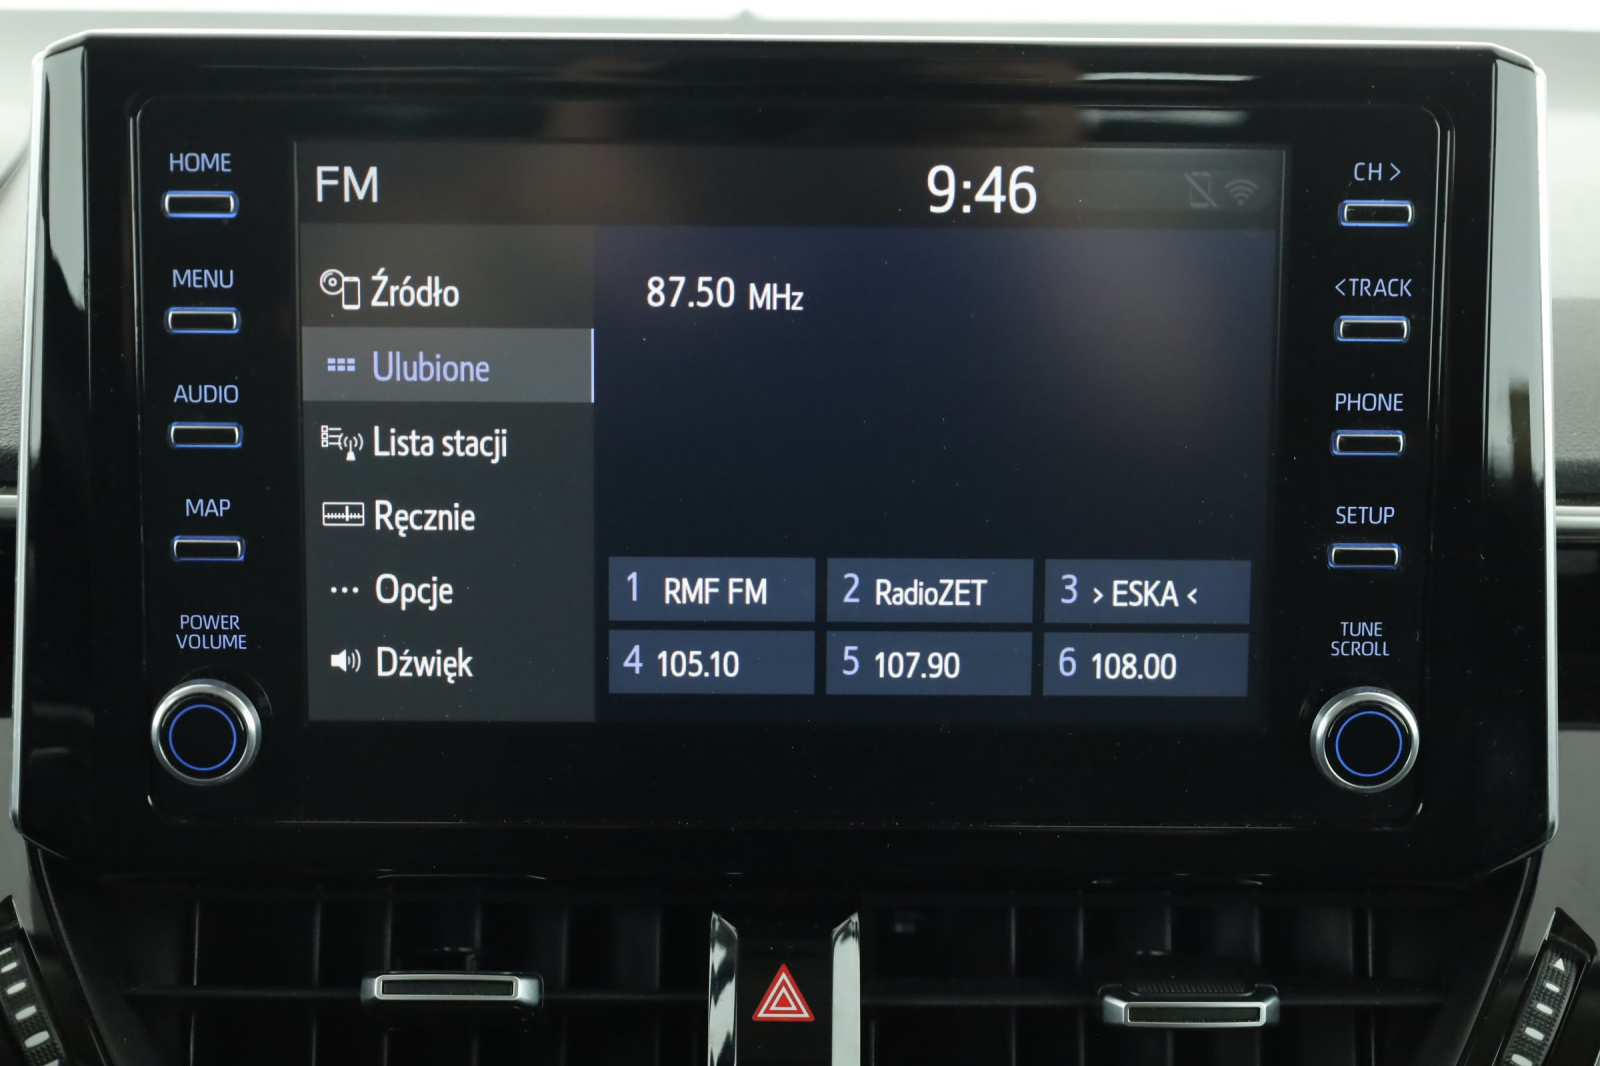 HOME
MENU
AUDIO
MAP
POWER
VOLUME
FM
9:46
Źródło
Ulubione
Lista stacji
Ręcznie
Opcje
Dźwięk
87.50 MHz
1 RMF FM
2 RadioZET
3 › ESKA ‹
4 105.10
5 107.90
6 108.00
CH >
<TRACK
PHONE
SETUP
TUNE
SCROLL